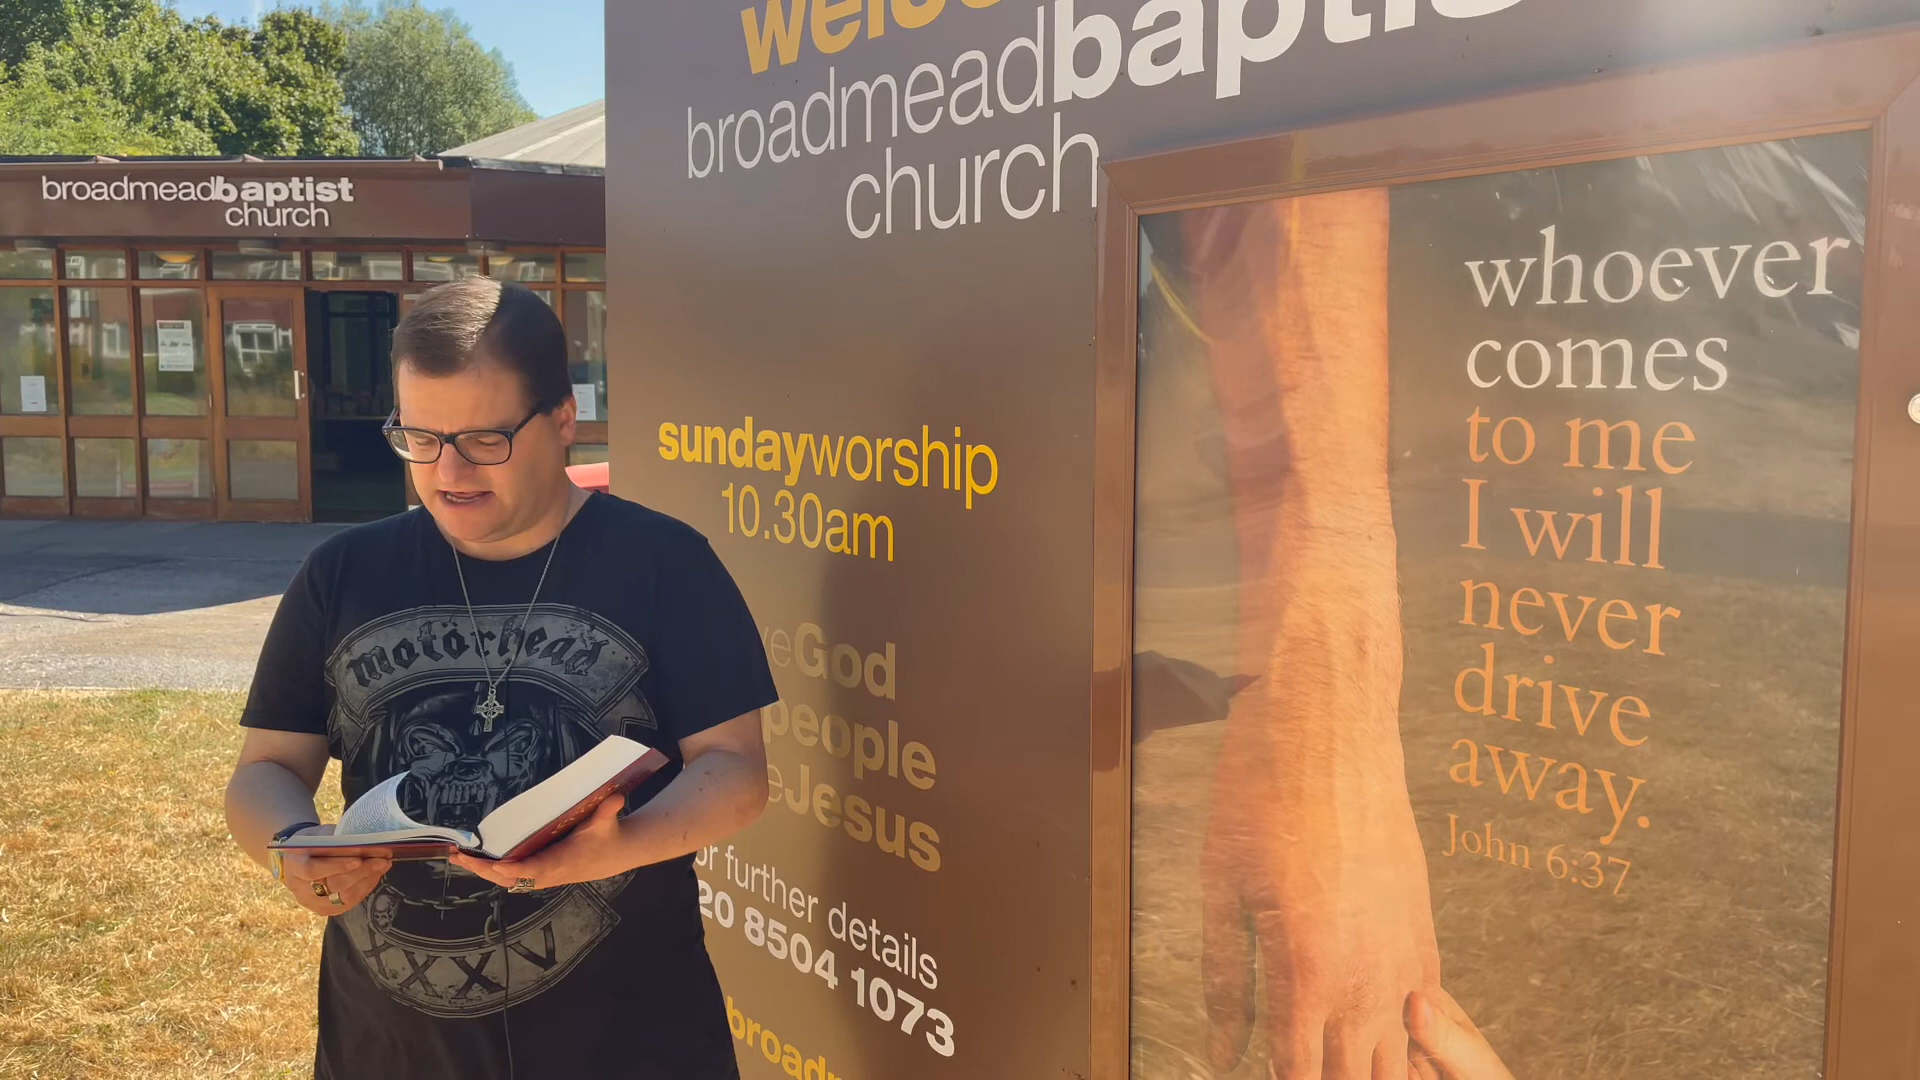 broadmeadbaptist
church
broadmeadbaptist
church
sundayworship
10.30am
God
people
Jesus
further details
20 8504 1073
whoever
comes
to me
I will
never
drive
away.
John 6:37
motörhead
XXXV